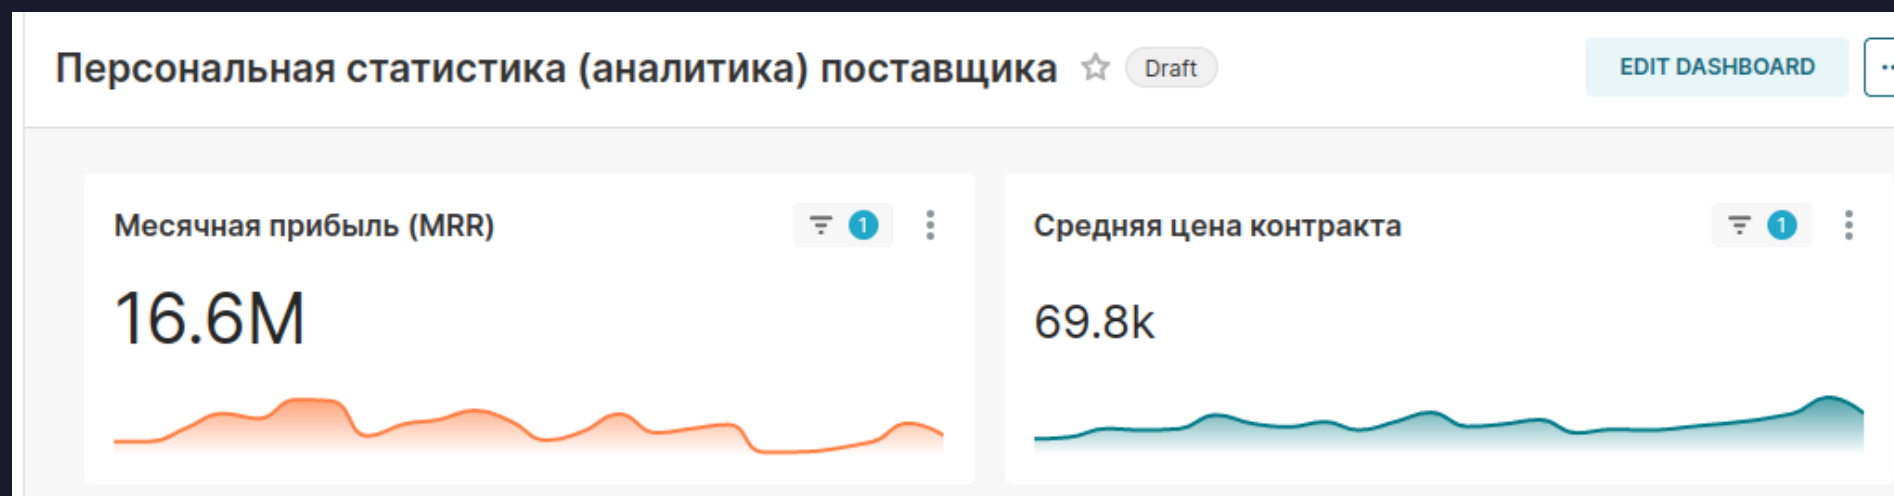 Персональная статистика (аналитика) поставщика
Draft
EDIT DASHBOARD
Месячная прибыль (MRR)
1
16.6M
Средняя цена контракта
1
69.8k